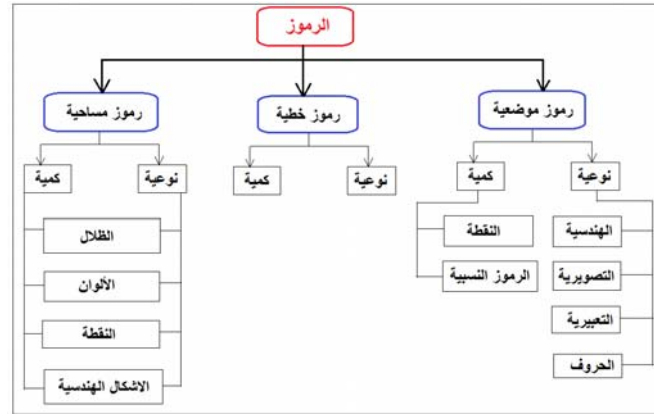 الرموز
رموز موضعية
رموز خطية
رموز مساحية
نوعية
كمية
نوعية
كمية
نوعية
كمية
الهندسية
التصويرية
التعبيرية
الحروف
النقطة
الرموز النسبية
الظلال
الألوان
النقطة
الاشكال الهندسية